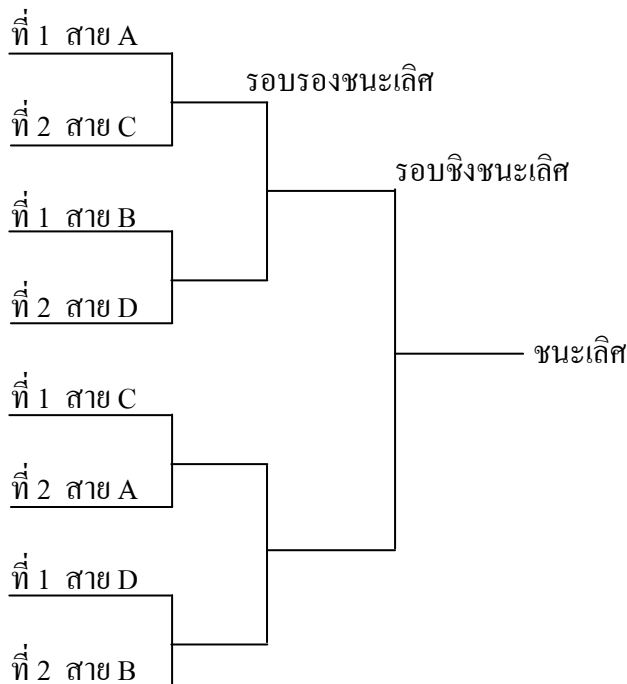 ที่ 1 สาย A
รอบรองชนะเลิศ
ที่ 2 สาย C
รอบชิงชนะเลิศ
ที่ 1 สาย B
ที่ 2 สาย D
ชนะเลิศ
ที่ 1 สาย C
ที่ 2 สาย A
ที่ 1 สาย D
ที่ 2 สาย B